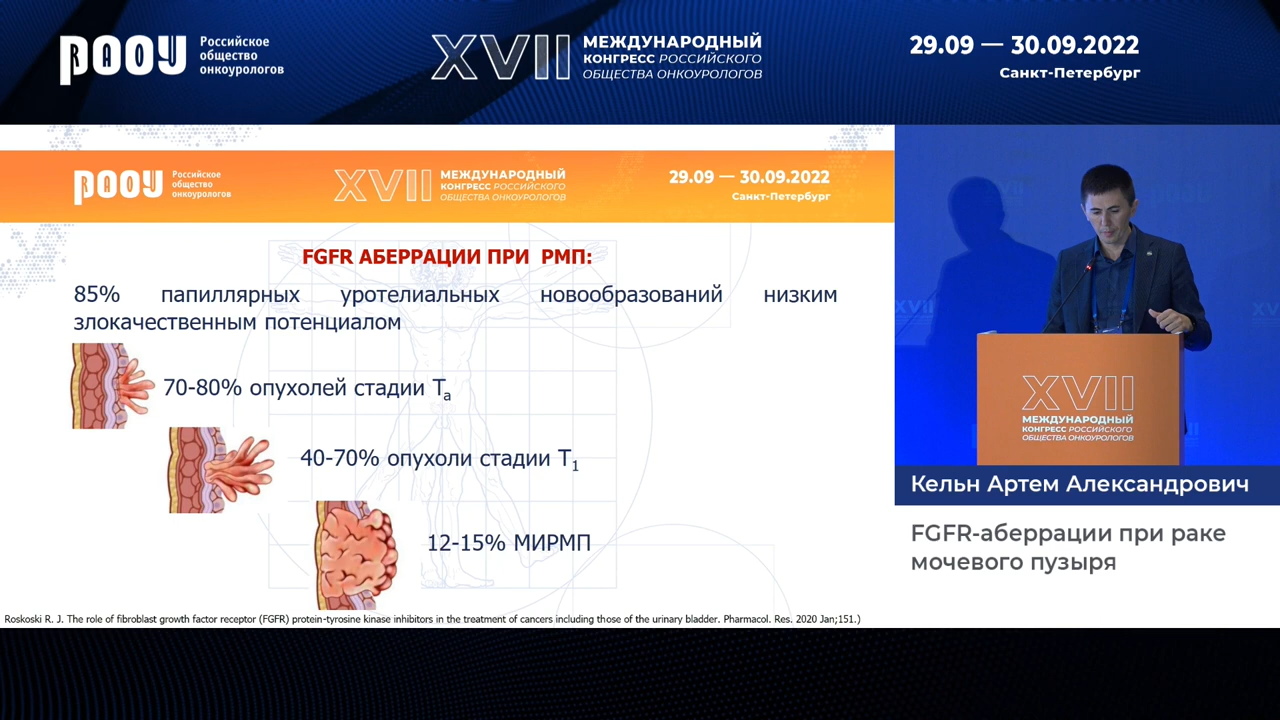 РАОУ
Российское
общество
онкоурологов
XVII
МЕЖДУНАРОДНЫЙ
КОНГРЕСС РОССИЙСКОГО
ОБЩЕСТВА ОНКОУРОЛОГОВ
29.09 — 30.09.2022
Санкт-Петербург
РАОУ
Российское
общество
онкоурологов
XVII
МЕЖДУНАРОДНЫЙ
КОНГРЕСС РОССИЙСКОГО
ОБЩЕСТВА ОНКОУРОЛОГОВ
29.09 — 30.09.2022
Санкт-Петербург
FGFR АБЕРРАЦИИ ПРИ РМП:
85% папиллярных уротелиальных новообразований низким
злокачественным потенциалом
70-80% опухолей стадии Ta
40-70% опухоли стадии T1
12-15% МИРМП
Roskoski R. J. The role of fibroblast growth factor receptor (FGFR) protein-tyrosine kinase inhibitors in the treatment of cancers including those of the urinary bladder. Pharmacol. Res. 2020 Jan;151.)
XVII
МЕЖДУНАРОДНЫЙ
КОНГРЕСС РОССИЙСКОГО
ОБЩЕСТВА ОНКОУРОЛОГОВ
Кельн Артем Александрович
FGFR-аберрации при раке
мочевого пузыря